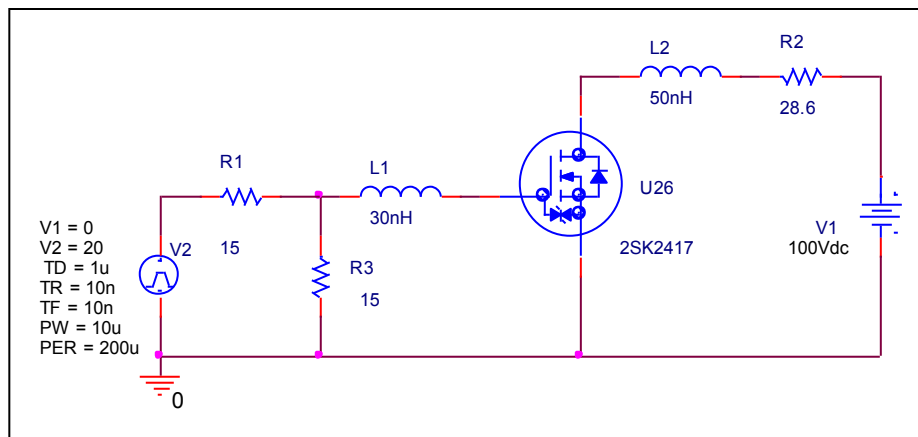 L2
R2
50nH
28.6
R1
L1
U26
30nH
V1 = 0
V2 = 20
TD = 1u
TR = 10n
TF = 10n
PW = 10u
PER = 200u
V2
15
R3
15
2SK2417
V1
100Vdc
0